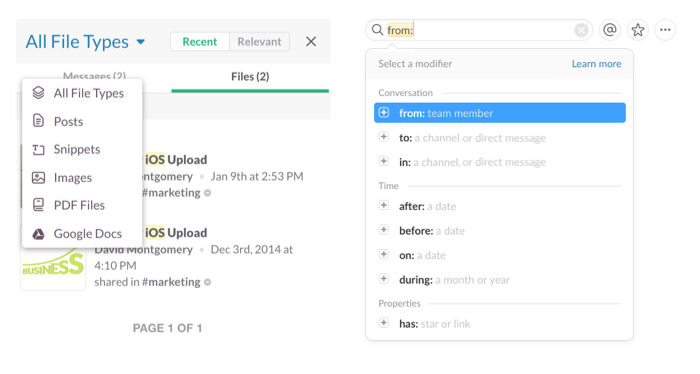 All File Types
Recent
Relevant
Messages (2)
Files (2)
All File Types
Posts
Snippets
Images
PDF Files
Google Docs
iOS Upload
ntgomery • Jan 9th at 2:53 PM
#marketing
iOS Upload
David Montgomery • Dec 3rd, 2014 at
4:10 PM
shared in #marketing
BUSINESS
PAGE 1 OF 1
from:
Select a modifier
Learn more
Conversation
from: team member
to: a channel or direct message
in: a channel, or direct message
Time
after: a date
before: a date
on: a date
during: a month or year
Properties
has: star or link